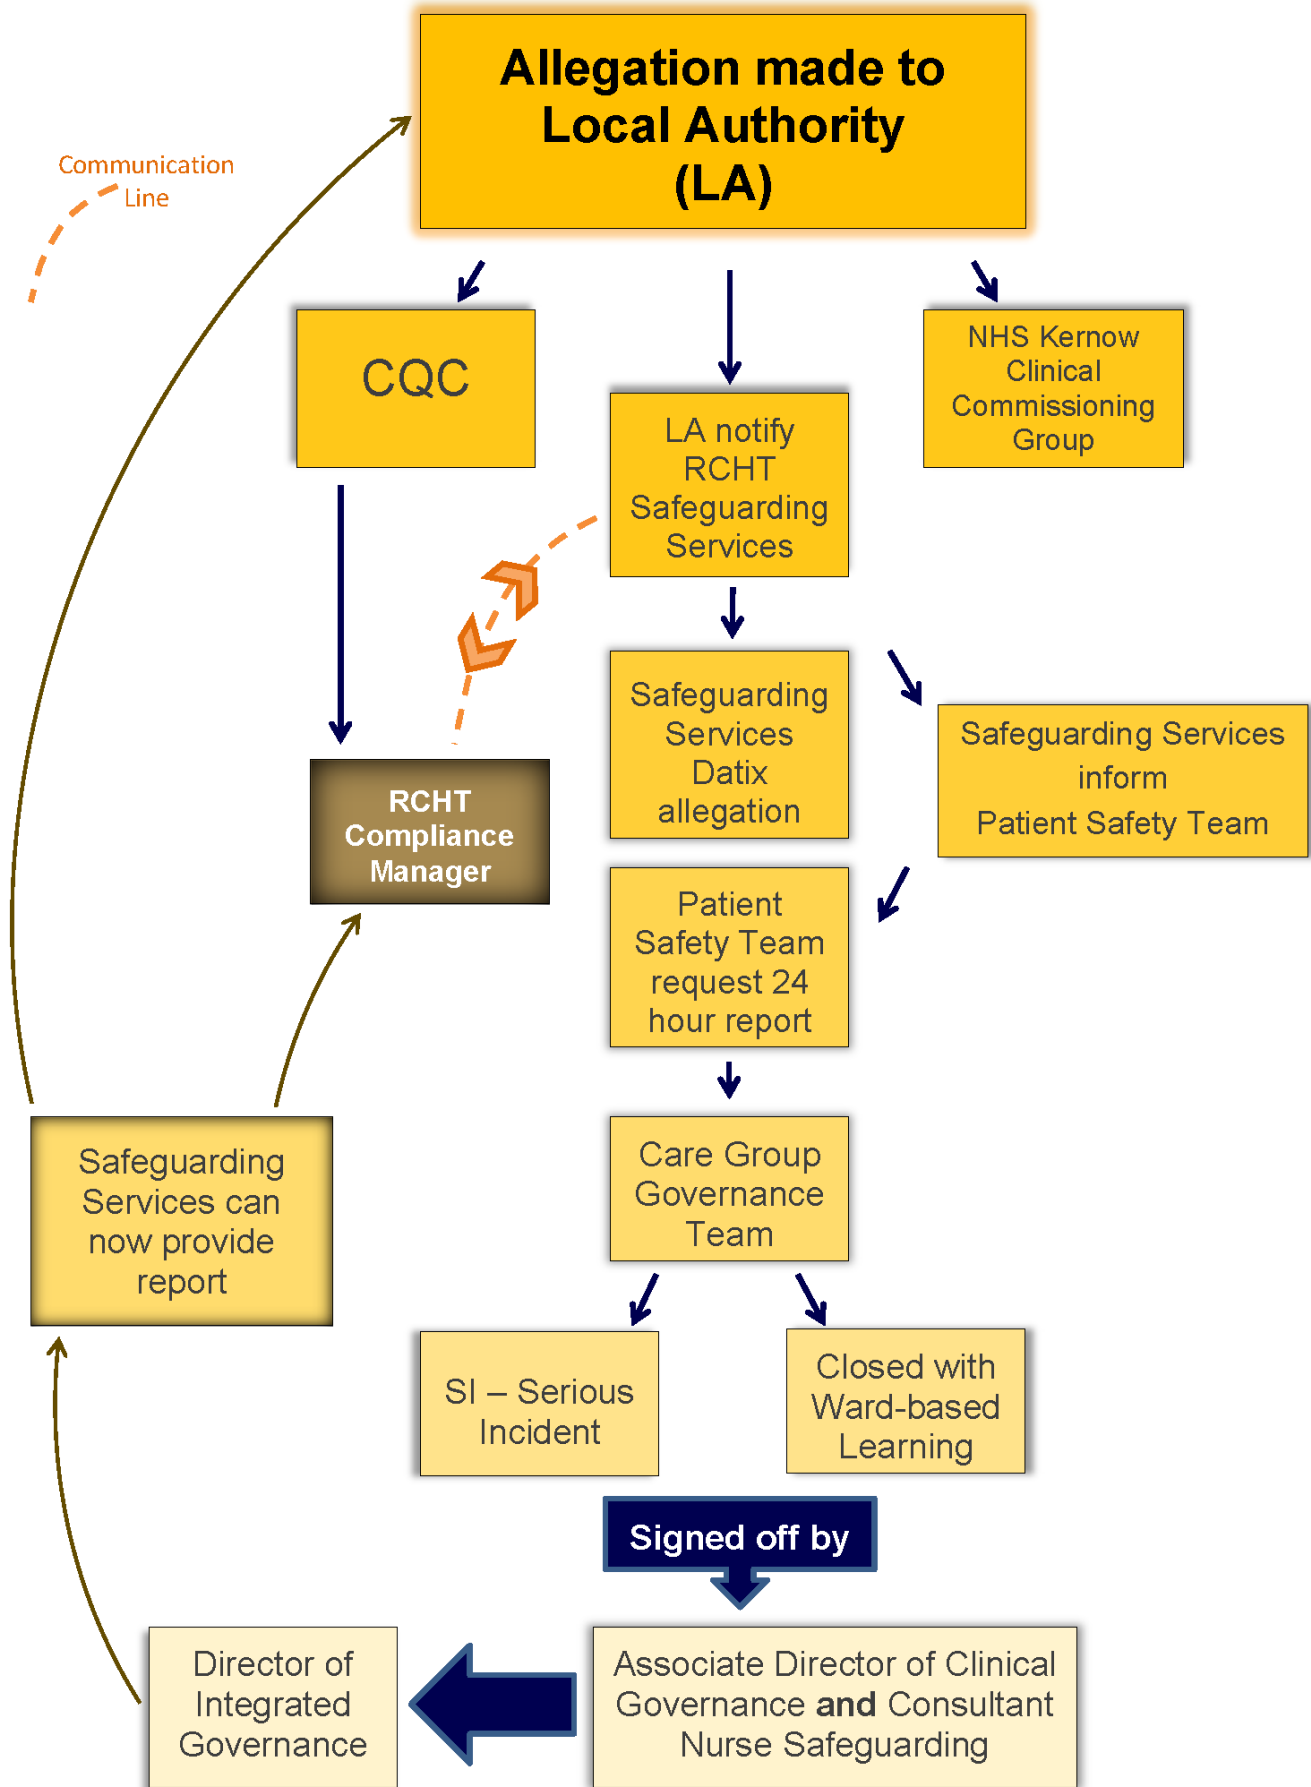 Allegation made to
Local Authority
(LA)
Communication
Line
CQC
NHS Kernow
Clinical
Commissioning
Group
LA notify
RCHT
Safeguarding
Services
Safeguarding
Services
Datix
allegation
Safeguarding Services
inform
Patient Safety Team
RCHT
Compliance
Manager
Patient
Safety Team
request 24
hour report
Safeguarding
Services can
now provide
report
Care Group
Governance
Team
SI – Serious
Incident
Closed with
Ward-based
Learning
Signed off by
Director of
Integrated
Governance
Associate Director of Clinical
Governance and Consultant
Nurse Safeguarding